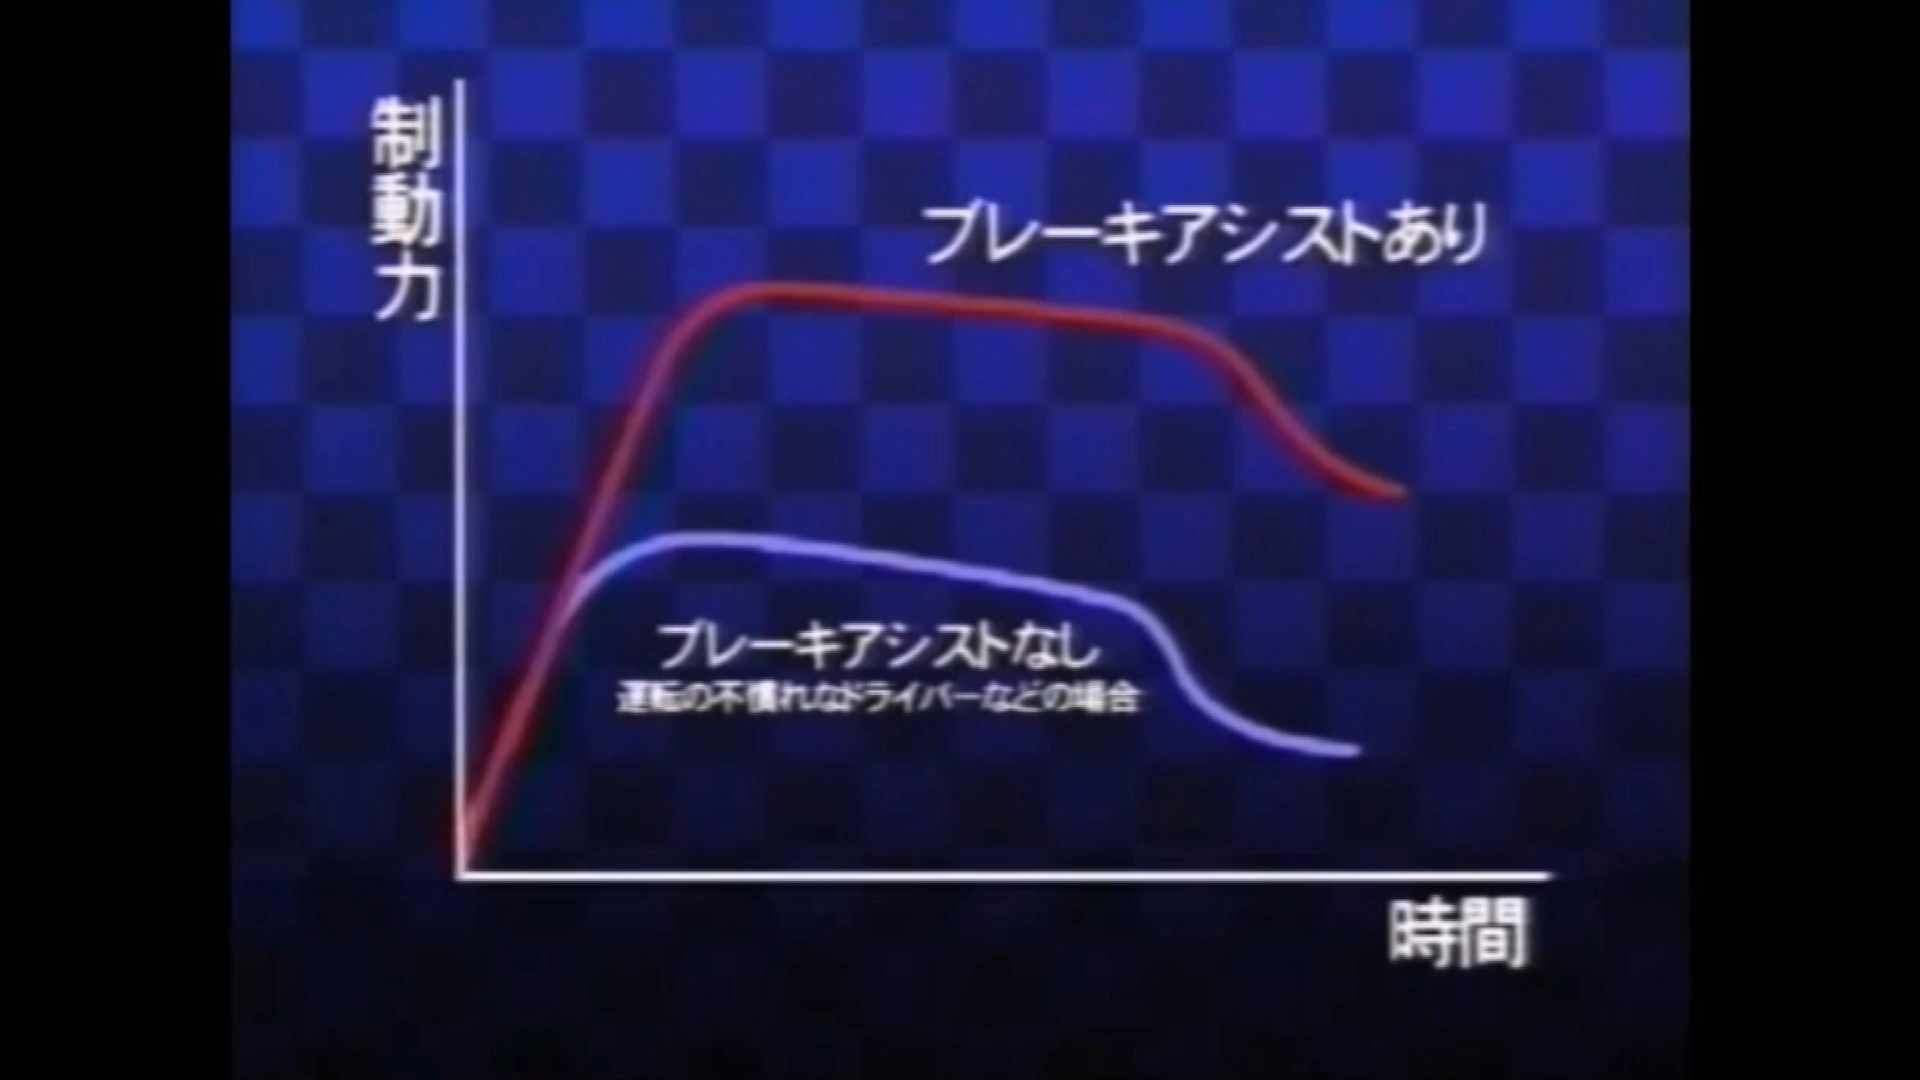 制動力
ブレーキアシストあり
ブレーキアシストなし
運転の不慣れなドライバーなどの場合
時間